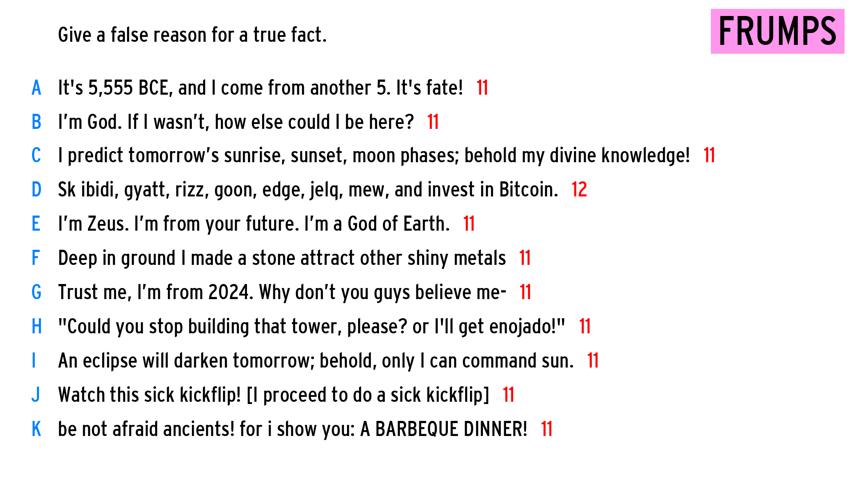 Give a false reason for a true fact.
FRUMPS
A It's 5,555 BCE, and I come from another 5. It's fate! 11
B I’m God. If I wasn’t, how else could I be here? 11
C I predict tomorrow’s sunrise, sunset, moon phases; behold my divine knowledge! 11
D Sk ibidi, gyatt, rizz, goon, edge, jelq, mew, and invest in Bitcoin. 12
E I’m Zeus. I’m from your future. I’m a God of Earth. 11
F Deep in ground I made a stone attract other shiny metals 11
G Trust me, I’m from 2024. Why don’t you guys believe me- 11
H "Could you stop building that tower, please? or I'll get enojado!" 11
I An eclipse will darken tomorrow; behold, only I can command sun. 11
J Watch this sick kickflip! [I proceed to do a sick kickflip] 11
K be not afraid ancients! for i show you: A BARBEQUE DINNER! 11